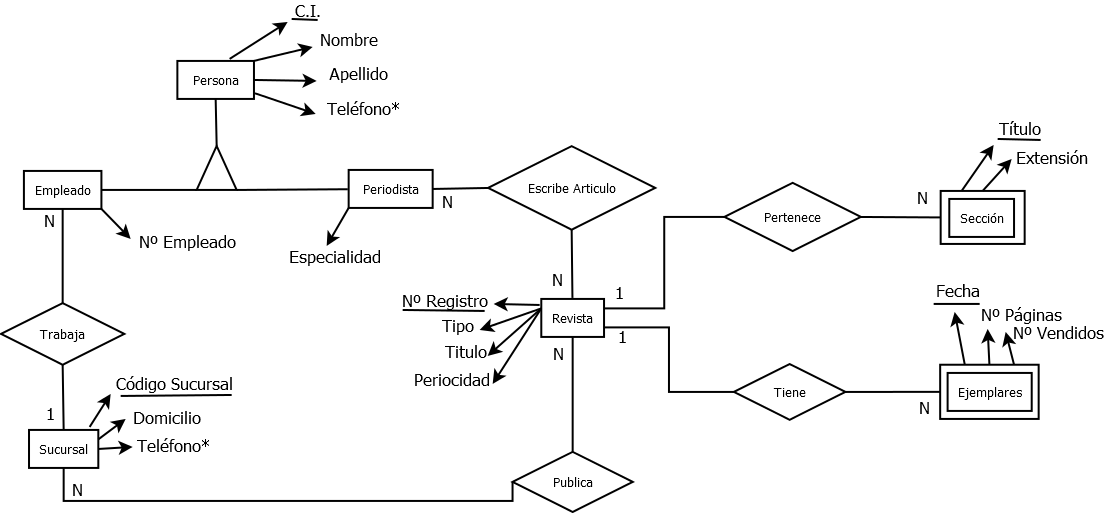 C.I.
Nombre
Persona
Apellido
Teléfono*
Título
Extensión
Empleado
Periodista
Escribe Articulo
N
N
N
Pertenece
N
Sección
Nº Empleado
Especialidad
N
1
Fecha
Nº Registro
Nº Páginas
Tipo
Revista
Nº Vendidos
Trabaja
1
Titulo
N
Periocidad
Código Sucursal
Tiene
Ejemplares
1
N
Domicilio
Sucursal
Teléfono*
N
Publica